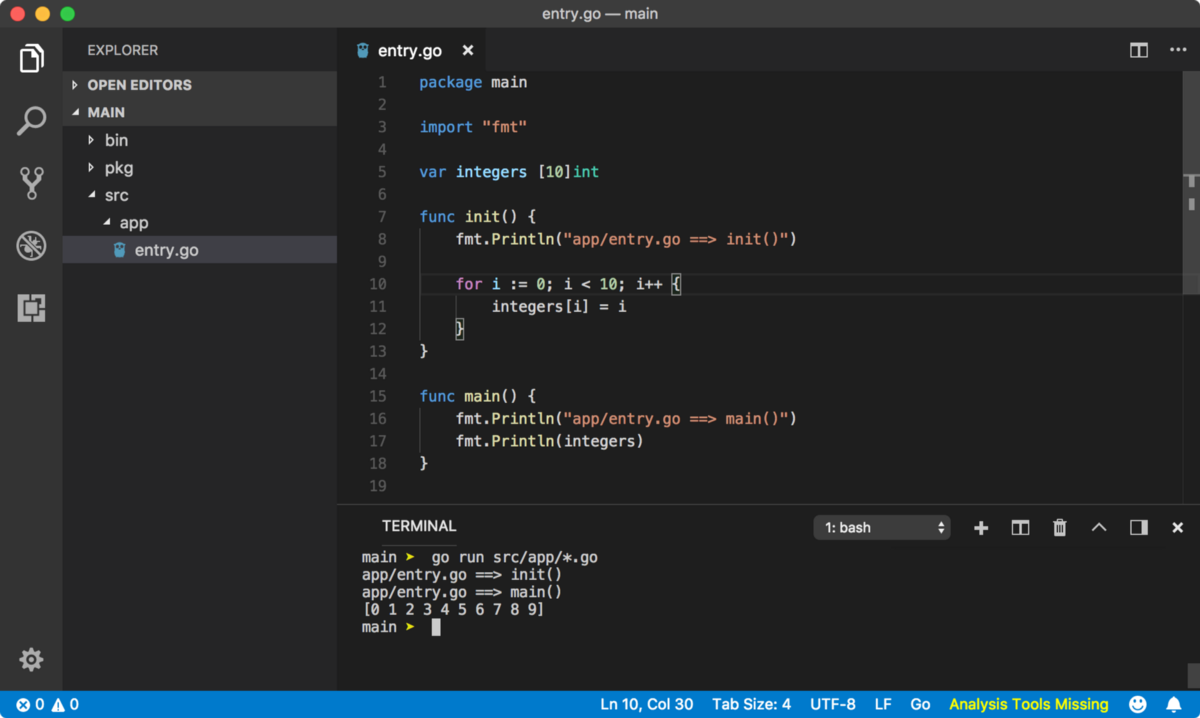 entry.go — main
EXPLORER
OPEN EDITORS
MAIN
bin
pkg
src
app
entry.go
entry.go
1 package main
2
3 import "fmt"
4
5 var integers [10]int
6
7 func init() {
8 fmt.Println("app/entry.go ==> init()")
9
10 for i := 0; i < 10; i++ {
11 integers[i] = i
12 }
13 }
14
15 func main() {
16 fmt.Println("app/entry.go ==> main()")
17 fmt.Println(integers)
18 }
19
TERMINAL
1: bash
main ➤ go run src/app/*.go
app/entry.go ==> init()
app/entry.go ==> main()
[0 1 2 3 4 5 6 7 8 9]
main ➤
0 0 Ln 10, Col 30 Tab Size: 4 UTF-8 LF Go Analysis Tools Missing